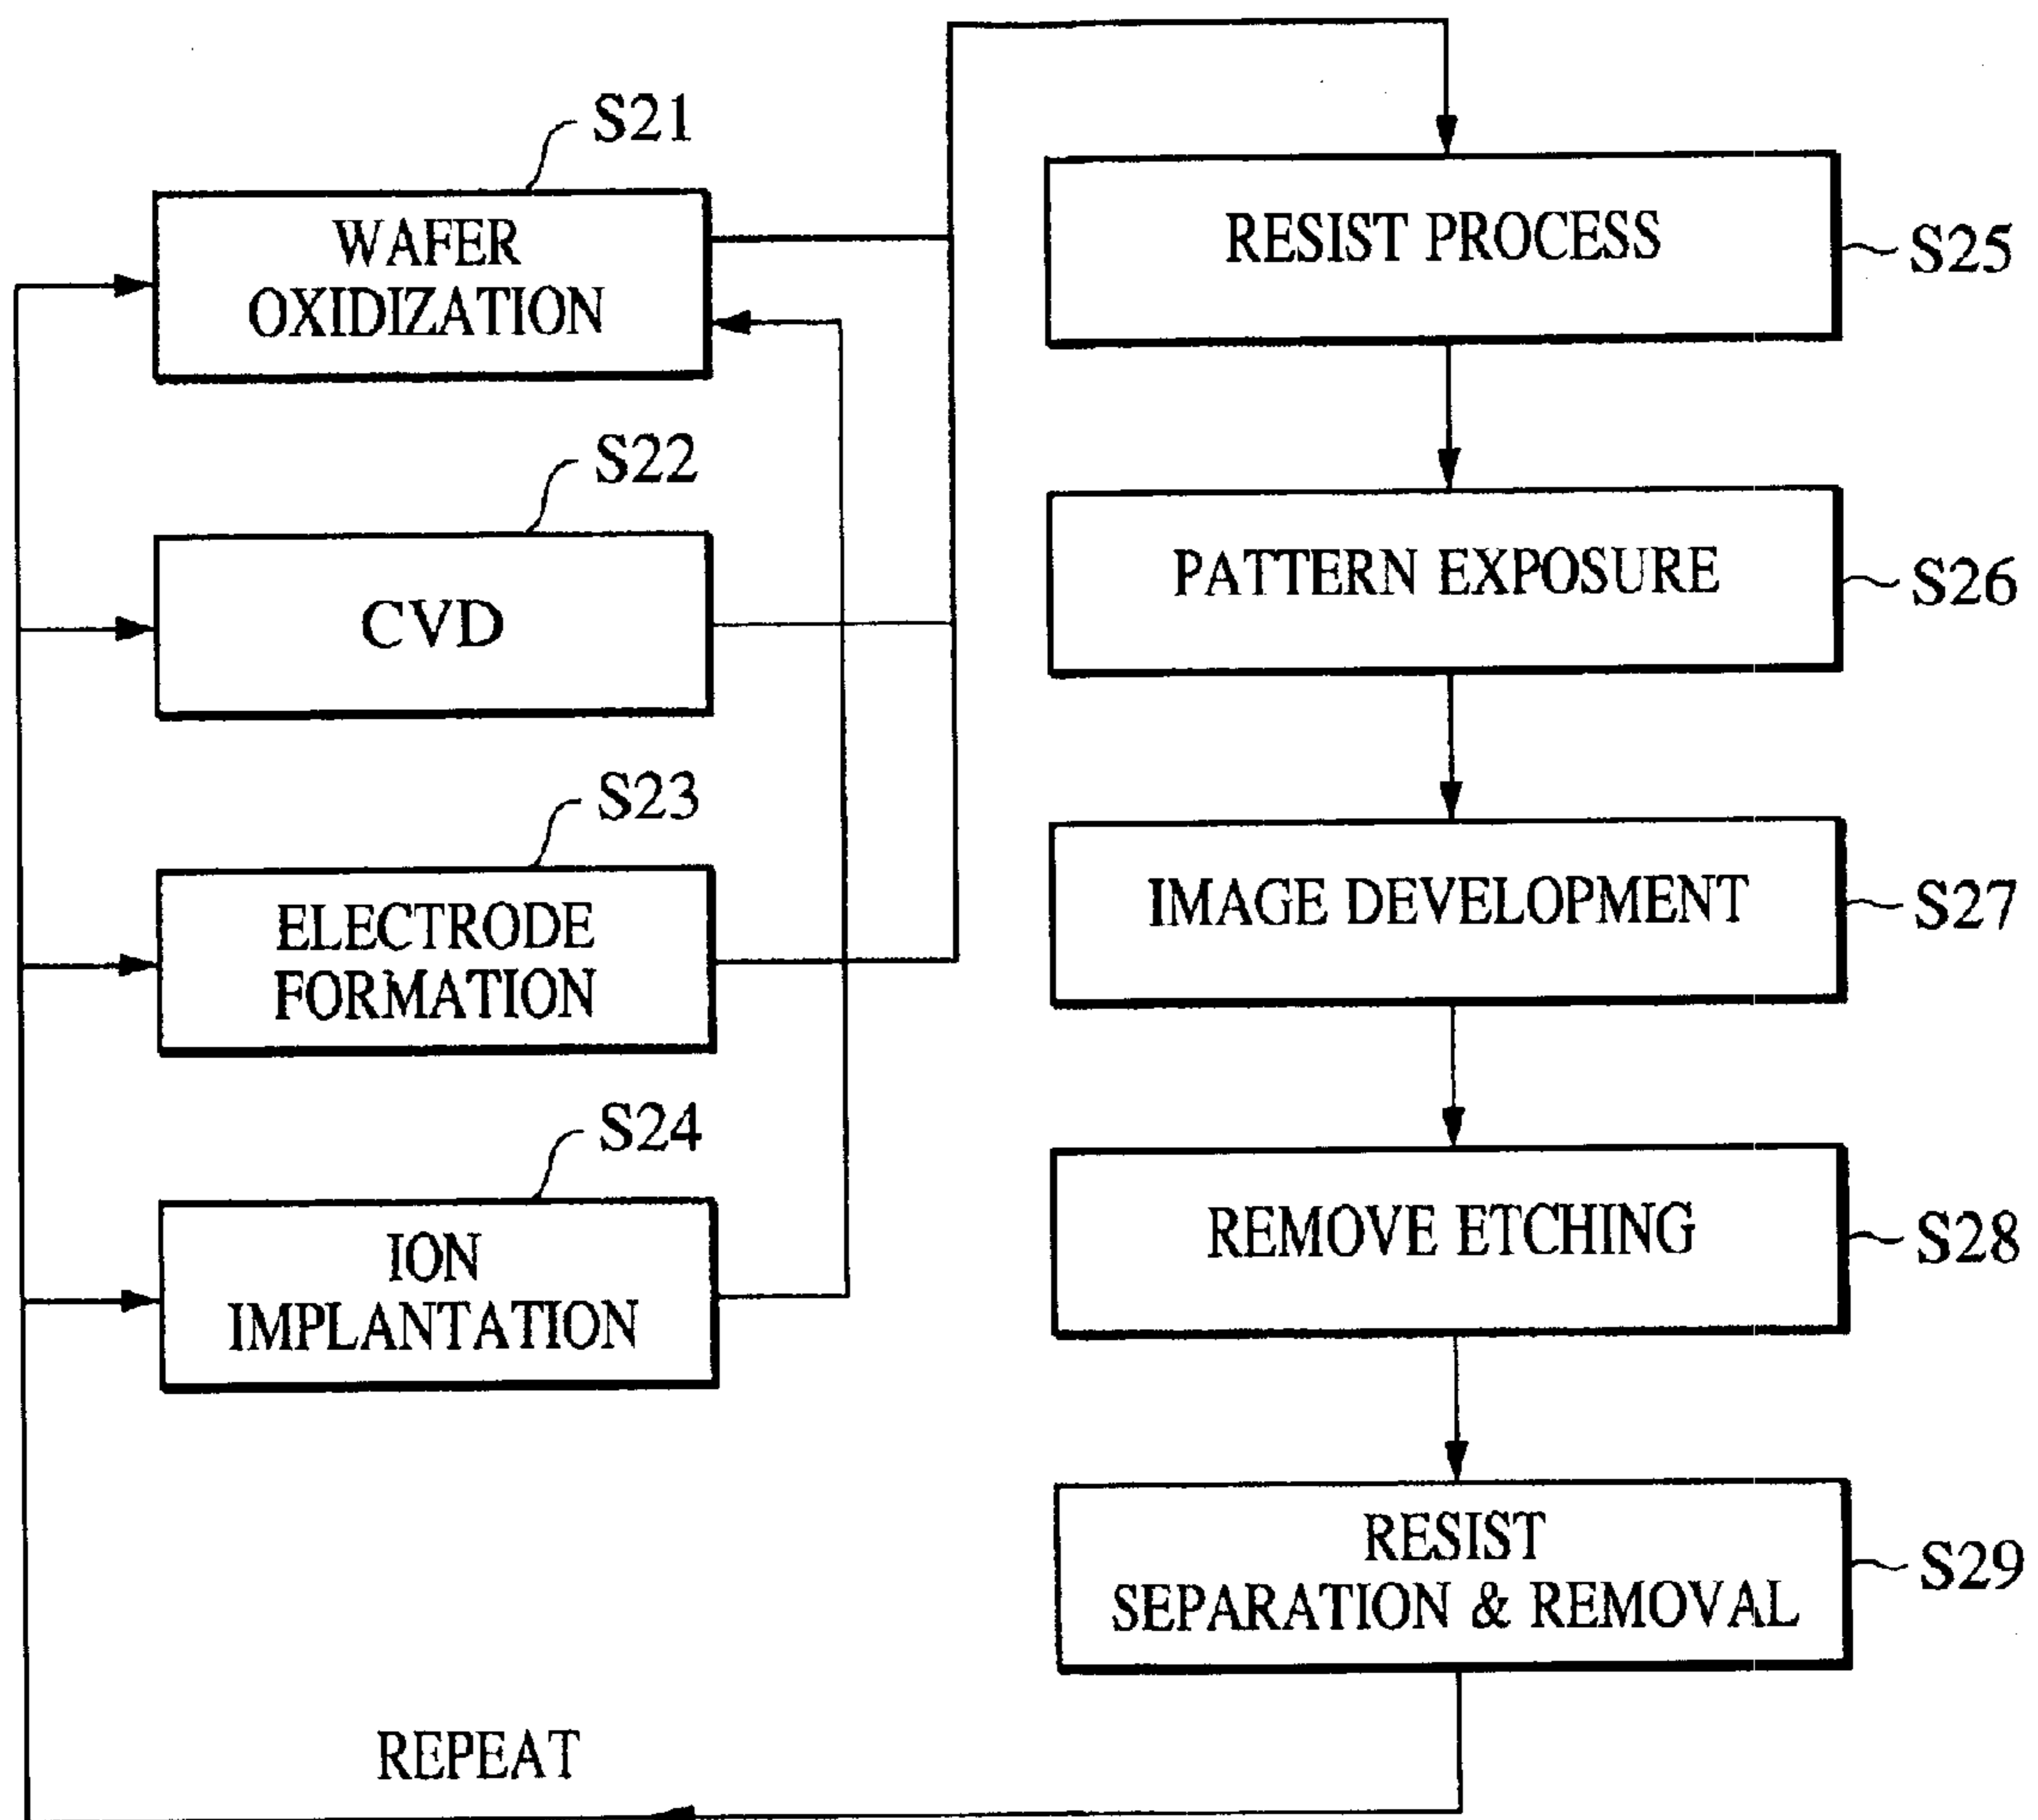 S21
WAFER
OXIDIZATION
S22
CVD
S23
ELECTRODE
FORMATION
S24
ION
IMPLANTATION
RESIST PROCESS
S25
PATTERN EXPOSURE
S26
IMAGE DEVELOPMENT
S27
REMOVE ETCHING
S28
RESIST
SEPARATION & REMOVAL
S29
REPEAT